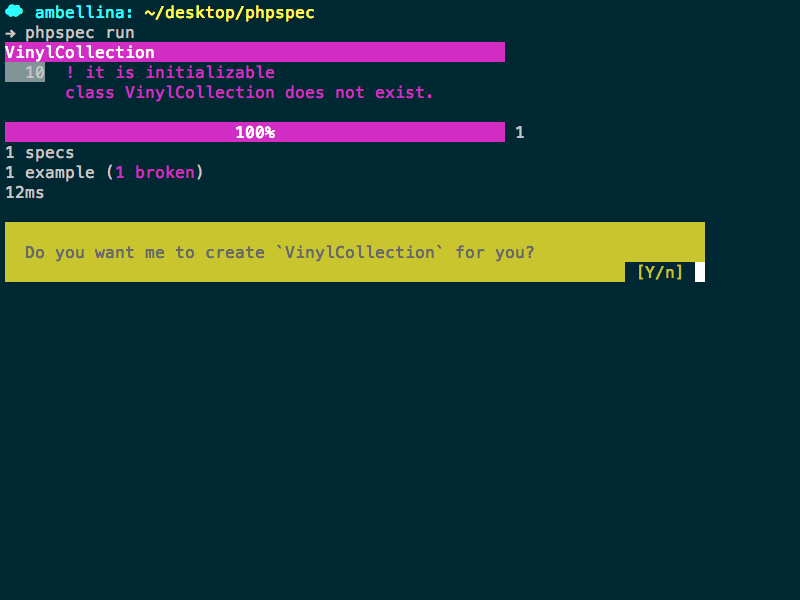 ambellina: ~/desktop/phpspec
➜ phpspec run
VinylCollection
10 ! it is initializable
class VinylCollection does not exist.
100% 1
1 specs
1 example (1 broken)
12ms
Do you want me to create `VinylCollection` for you?
[Y/n]